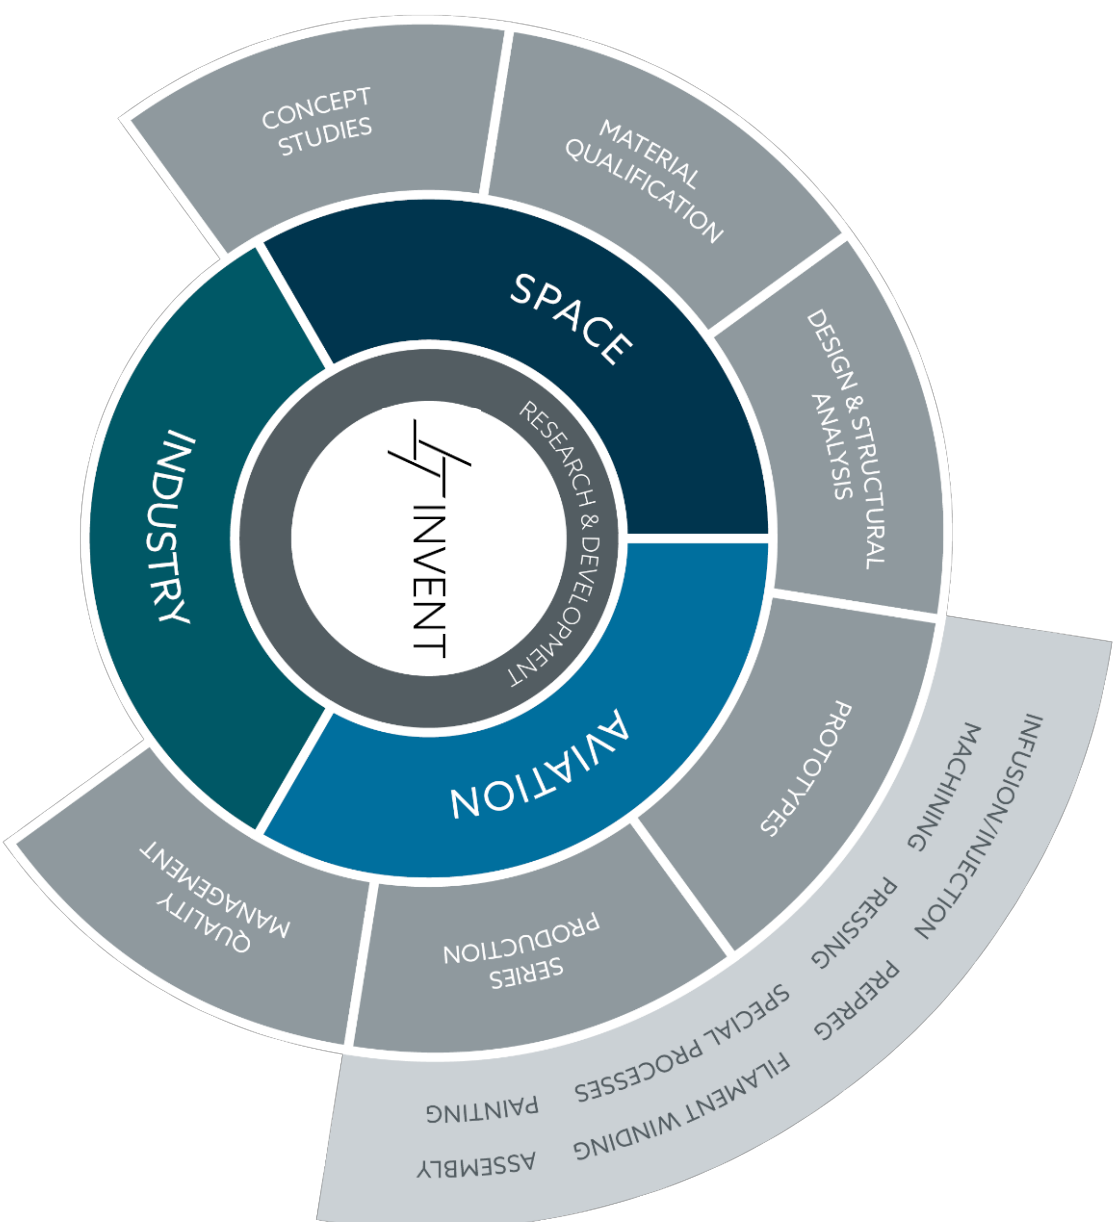 CONCEPT
STUDIES
MATERIAL
QUALIFICATION
DESIGN & STRUCTURAL
ANALYSIS
PROTOTYPES
SERIES
PRODUCTION
QUALITY
MANAGEMENT
SPACE
AVIATION
INDUSTRY
RESEARCH & DEVELOPMENT
INVENT
INFUSION/INJECTION
PREPREG
FILAMENT WINDING
ASSEMBLY
MACHINING
PRESSING
SPECIAL PROCESSES
PAINTING